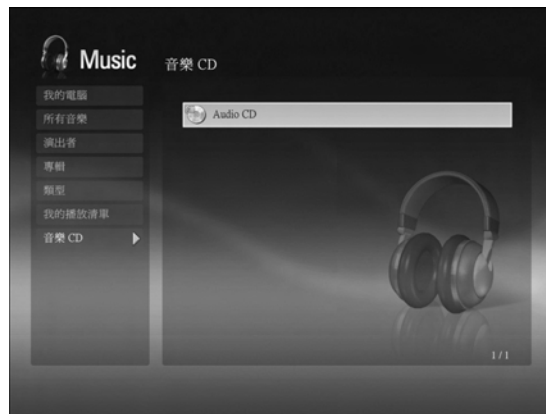 Music
音樂 CD
我的電腦
所有音樂
演出者
專輯
類型
我的播放清單
音樂 CD
Audio CD
1 / 1